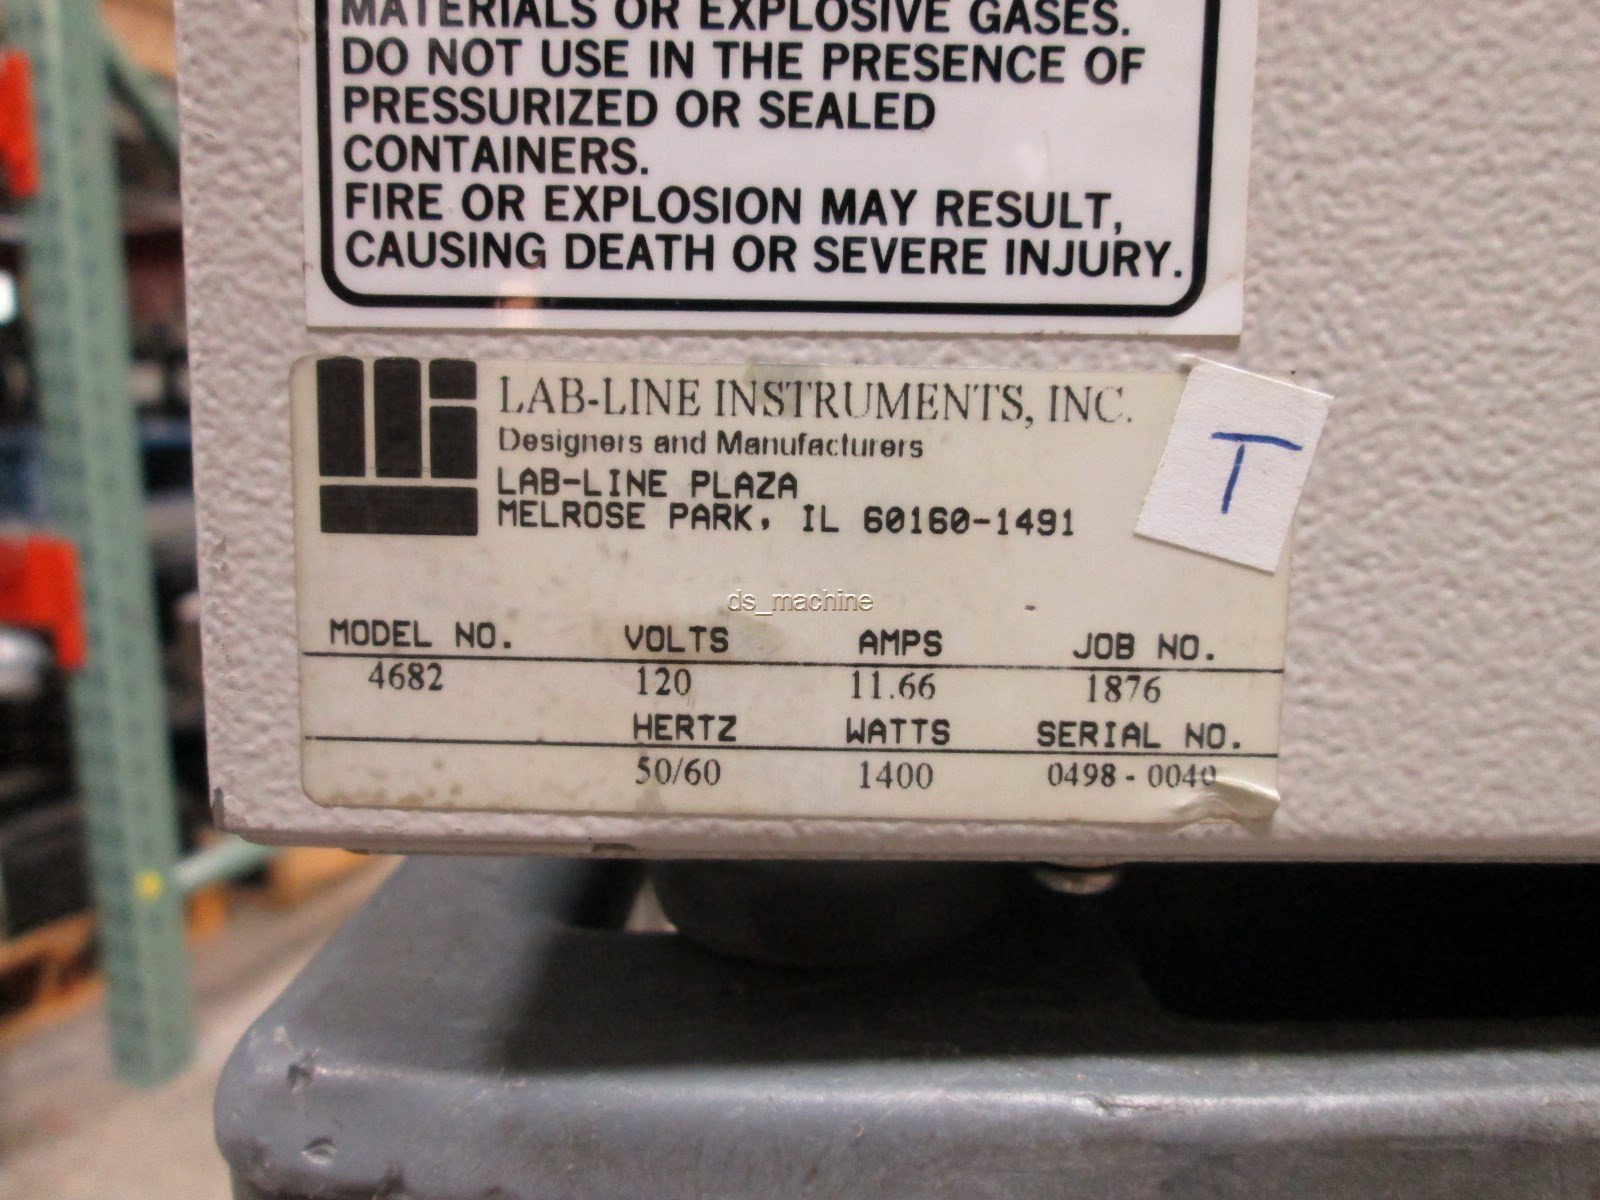 MATERIALS OR EXPLOSIVE GASES.
DO NOT USE IN THE PRESENCE OF
PRESSURIZED OR SEALED
CONTAINERS.
FIRE OR EXPLOSION MAY RESULT,
CAUSING DEATH OR SEVERE INJURY.
LAB-LINE INSTRUMENTS, INC.
Designers and Manufacturers
LAB-LINE PLAZA
MELROSE PARK, IL 60160-1491
T
ds_machine
MODEL NO. VOLTS AMPS JOB NO.
4682 120 11.66 1876
HERTZ WATTS SERIAL NO.
50/60 1400 0498 - 0040